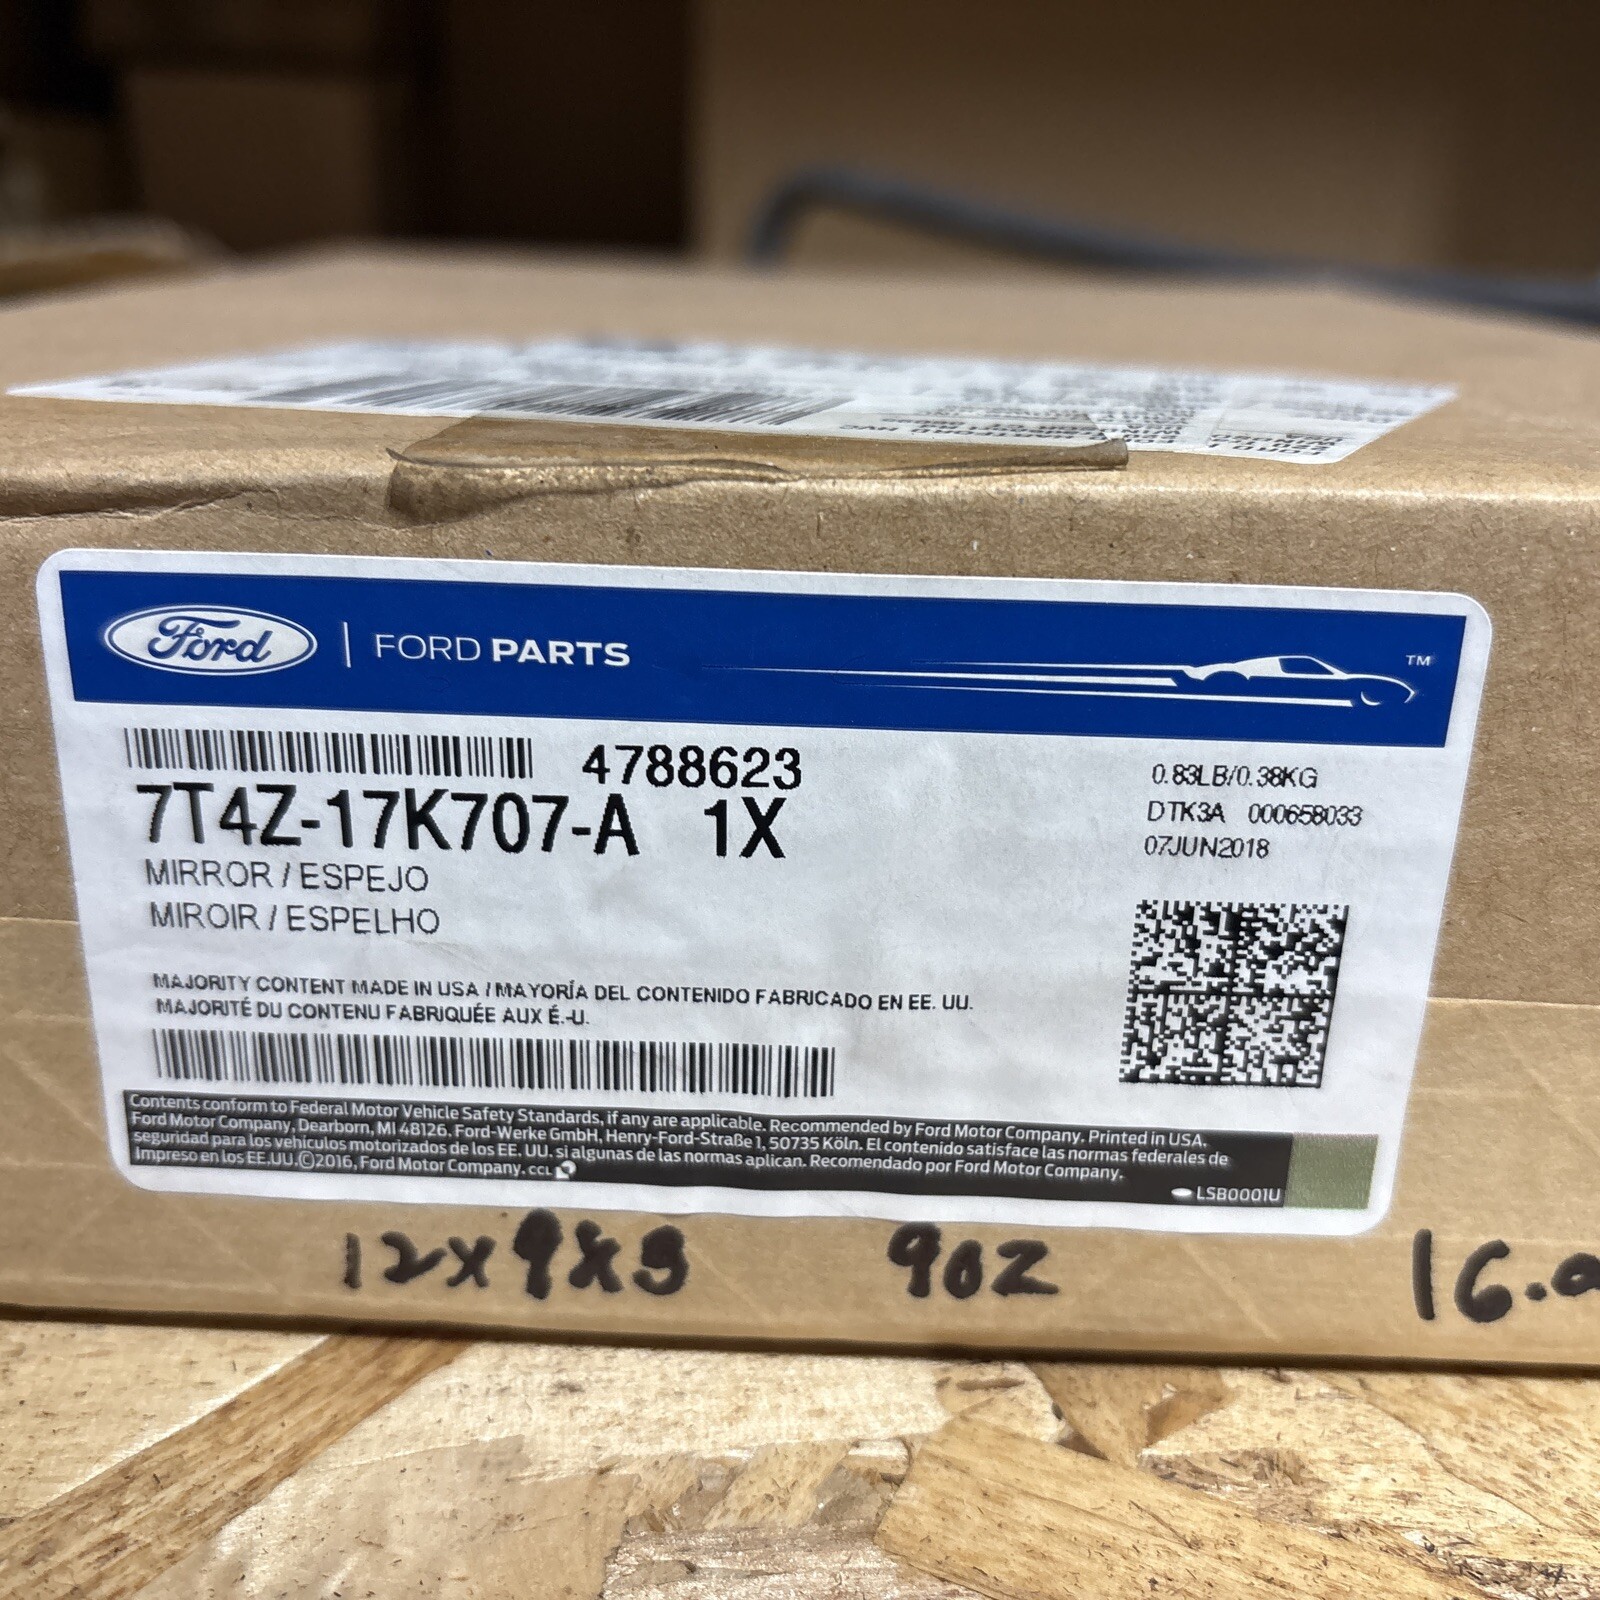 Ford | FORD PARTS ™
4788623
7T4Z-17K707-A 1X
MIRROR / ESPEJO
MIROIR / ESPELHO
0.83LB/0.38KG
DTK3A 000658033
07JUN2018
MAJORITY CONTENT MADE IN USA / MAYORÍA DEL CONTENIDO FABRICADO EN EE. UU.
MAJORITÉ DU CONTENU FABRIQUÉE AUX É.-U.
Contents conform to Federal Motor Vehicle Safety Standards, if any are applicable. Recommended by Ford Motor Company. Printed in USA.
Ford Motor Company, Dearborn, MI 48126. Ford-Werke GmbH, Henry-Ford-Straße 1, 50735 Köln. El contenido satisface las normas federales de
seguridad para los vehículos motorizados de los EE. UU. si algunas de las normas aplican. Recomendado por Ford Motor Company.
Impreso en los EE.UU. ©2016, Ford Motor Company. CCL
LSB0001U
12X9X3 9OZ 16.